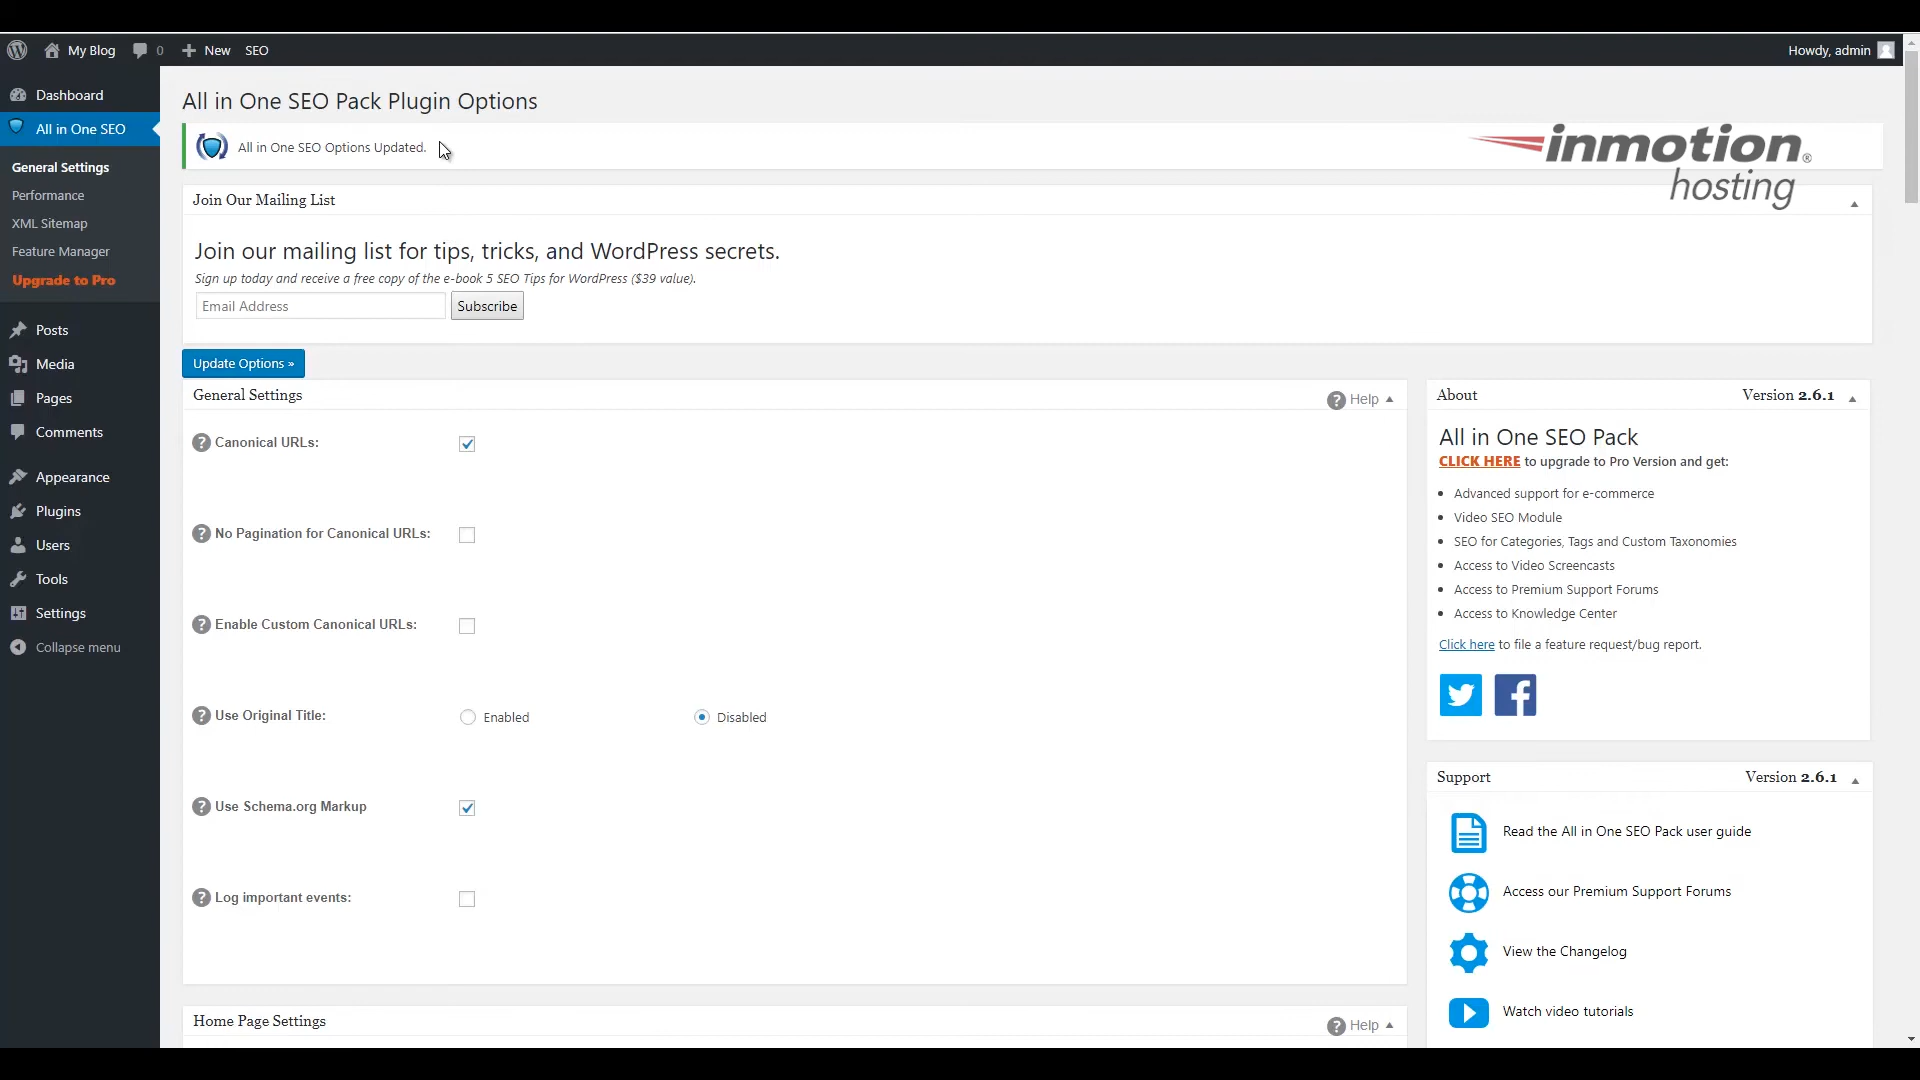 My Blog 0 New SEO Howdy, admin
Dashboard
All in One SEO
General Settings
Performance
XML Sitemap
Feature Manager
Upgrade to Pro
Posts
Media
Pages
Comments
Appearance
Plugins
Users
Tools
Settings
Collapse menu
All in One SEO Pack Plugin Options
All in One SEO Options Updated.
inmotion®
hosting
Join Our Mailing List
Join our mailing list for tips, tricks, and WordPress secrets.
Sign up today and receive a free copy of the e-book 5 SEO Tips for WordPress ($39 value).
Email Address Subscribe
Update Options »
General Settings ? Help
? Canonical URLs:
? No Pagination for Canonical URLs:
? Enable Custom Canonical URLs:
? Use Original Title: Enabled Disabled
? Use Schema.org Markup
? Log important events:
Home Page Settings ? Help
About Version 2.6.1
All in One SEO Pack
CLICK HERE to upgrade to Pro Version and get:
• Advanced support for e-commerce
• Video SEO Module
• SEO for Categories, Tags and Custom Taxonomies
• Access to Video Screencasts
• Access to Premium Support Forums
• Access to Knowledge Center
Click here to file a feature request/bug report.
Support Version 2.6.1
Read the All in One SEO Pack user guide
Access our Premium Support Forums
View the Changelog
Watch video tutorials